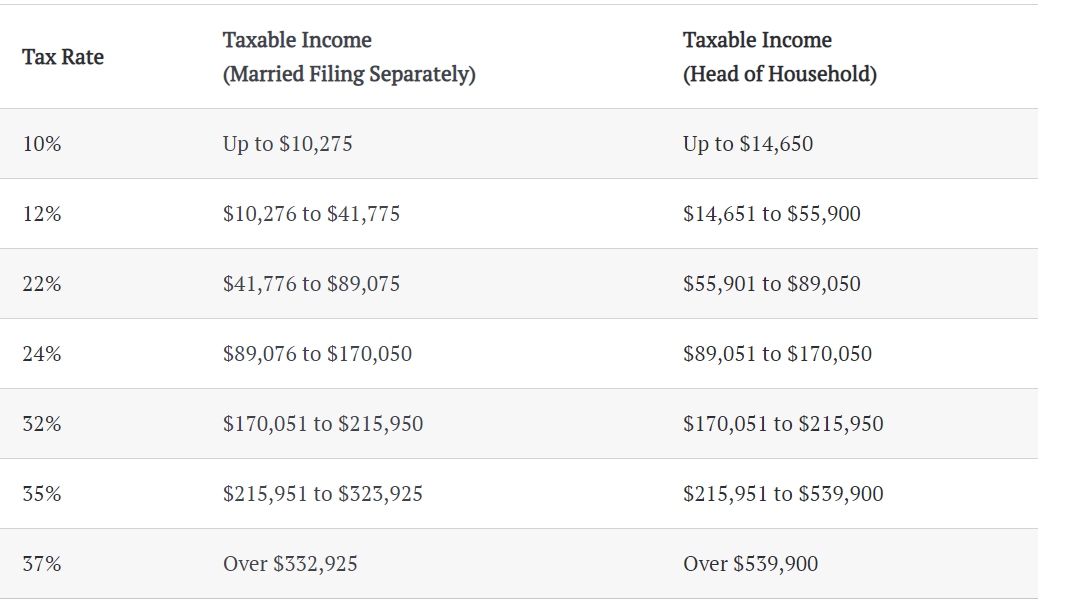 Tax Rate
Taxable Income
(Married Filing Separately)
Taxable Income
(Head of Household)
10% Up to $10,275 Up to $14,650
12% $10,276 to $41,775 $14,651 to $55,900
22% $41,776 to $89,075 $55,901 to $89,050
24% $89,076 to $170,050 $89,051 to $170,050
32% $170,051 to $215,950 $170,051 to $215,950
35% $215,951 to $323,925 $215,951 to $539,900
37% Over $332,925 Over $539,900